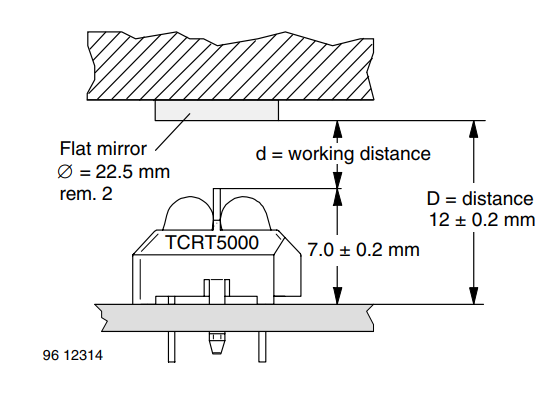 Flat mirror
∅ = 22.5 mm
rem. 2
d = working distance
D = distance
12 ± 0.2 mm
TCRT5000
7.0 ± 0.2 mm
96 12314